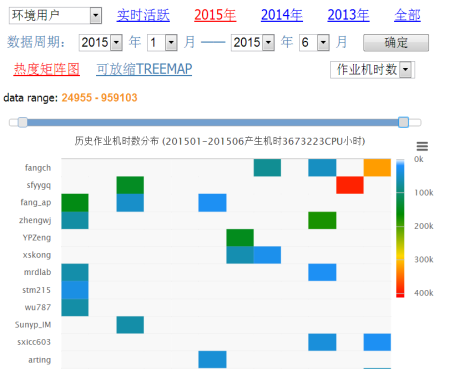 环境用户 实时活跃 2015年 2014年 2013年 全部
数据周期: 2015 年 1 月 —— 2015 年 6 月 确定
热度矩阵图 可放缩TREEMAP 作业机时数
data range: 24955 - 959103
历史作业机时数分布 (201501-201506产生机时3673223CPU小时)
fangch
sfyygq
fang_ap
zhengwj
YPZeng
xskong
mrdlab
stm215
wu787
Sunyp_IM
sxicc603
arting
0k
100k
200k
300k
400k